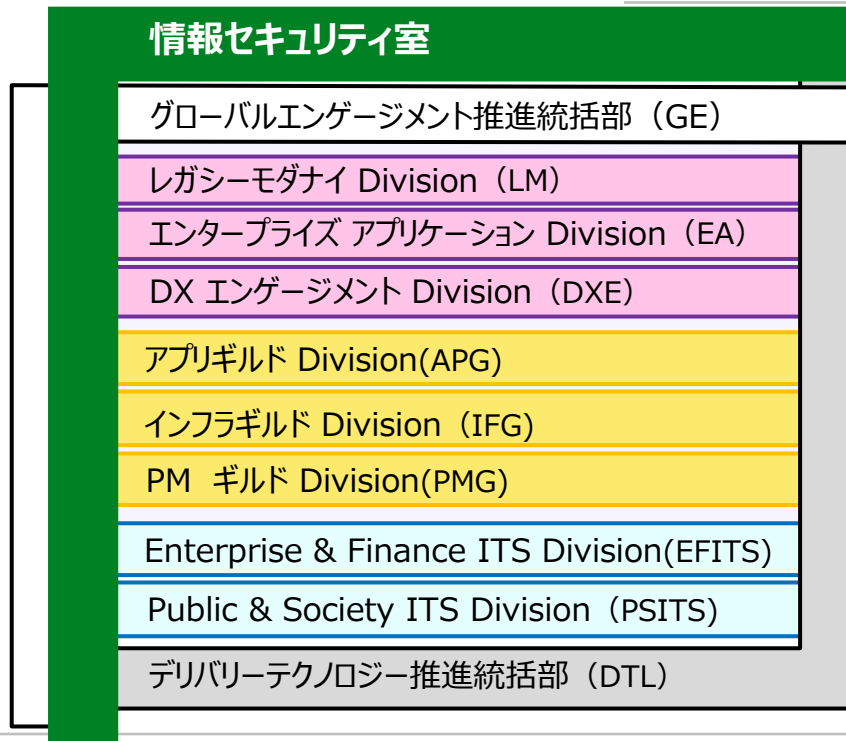 情報セキュリティ室
グローバルエンゲージメント推進統括部（GE）
レガシーモダナイ Division（LM）
エンタープライズ アプリケーション Division（EA）
DX エンゲージメント Division（DXE）
アプリギルド Division(APG)
インフラギルド Division（IFG)
PM ギルド Division(PMG)
Enterprise & Finance ITS Division(EFITS)
Public & Society ITS Division（PSITS）
デリバリーテクノロジー推進統括部（DTL）